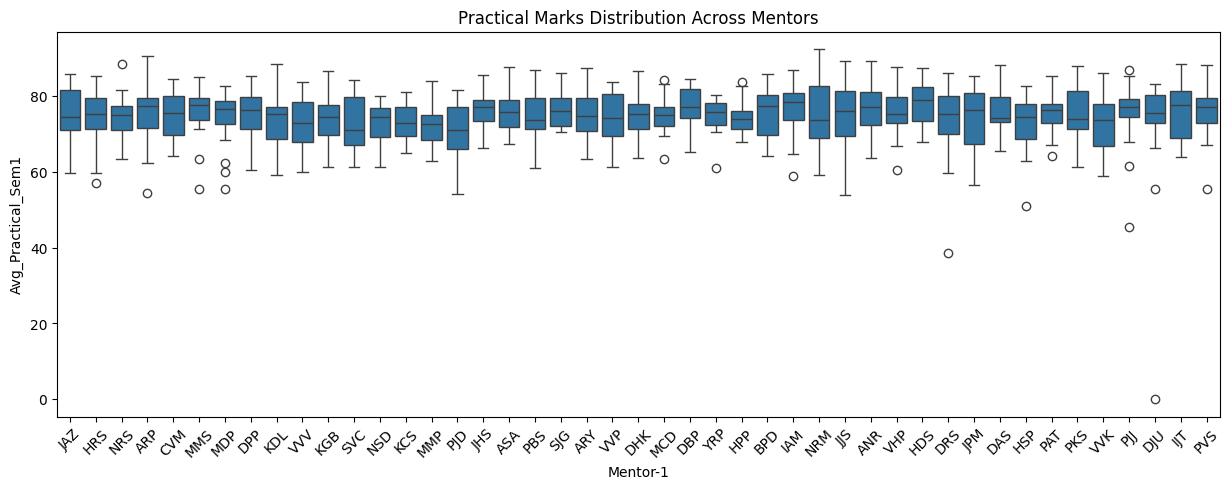 Practical Marks Distribution Across Mentors
Avg_Practical_Sem1
80
60
40
20
0
JAZ HRS NRS ARP CVM MMS MDP DPP KDL VVV KGB SVC NSD KCS MMP PJD JHS ASA PBS SJG ARY VVP DHK MCD DBP YRP HPP BPD IAM NRM JJS ANR VHP HDS DRS JPM DAS HSP PAT PKS VVK PJJ DJU IJT PVS
Mentor-1